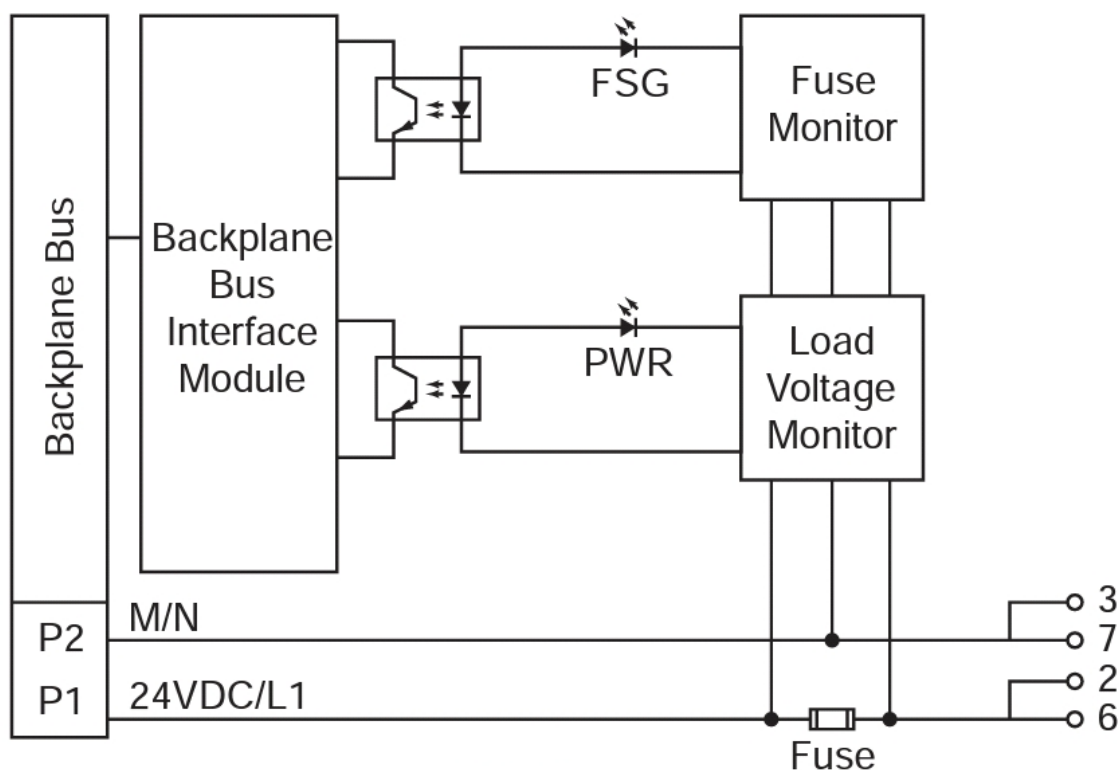 Backplane Bus
Backplane
Bus
Interface
Module
FSG
Fuse
Monitor
PWR
Load
Voltage
Monitor
P2
M/N
3
7
P1
24VDC/L1
2
6
Fuse